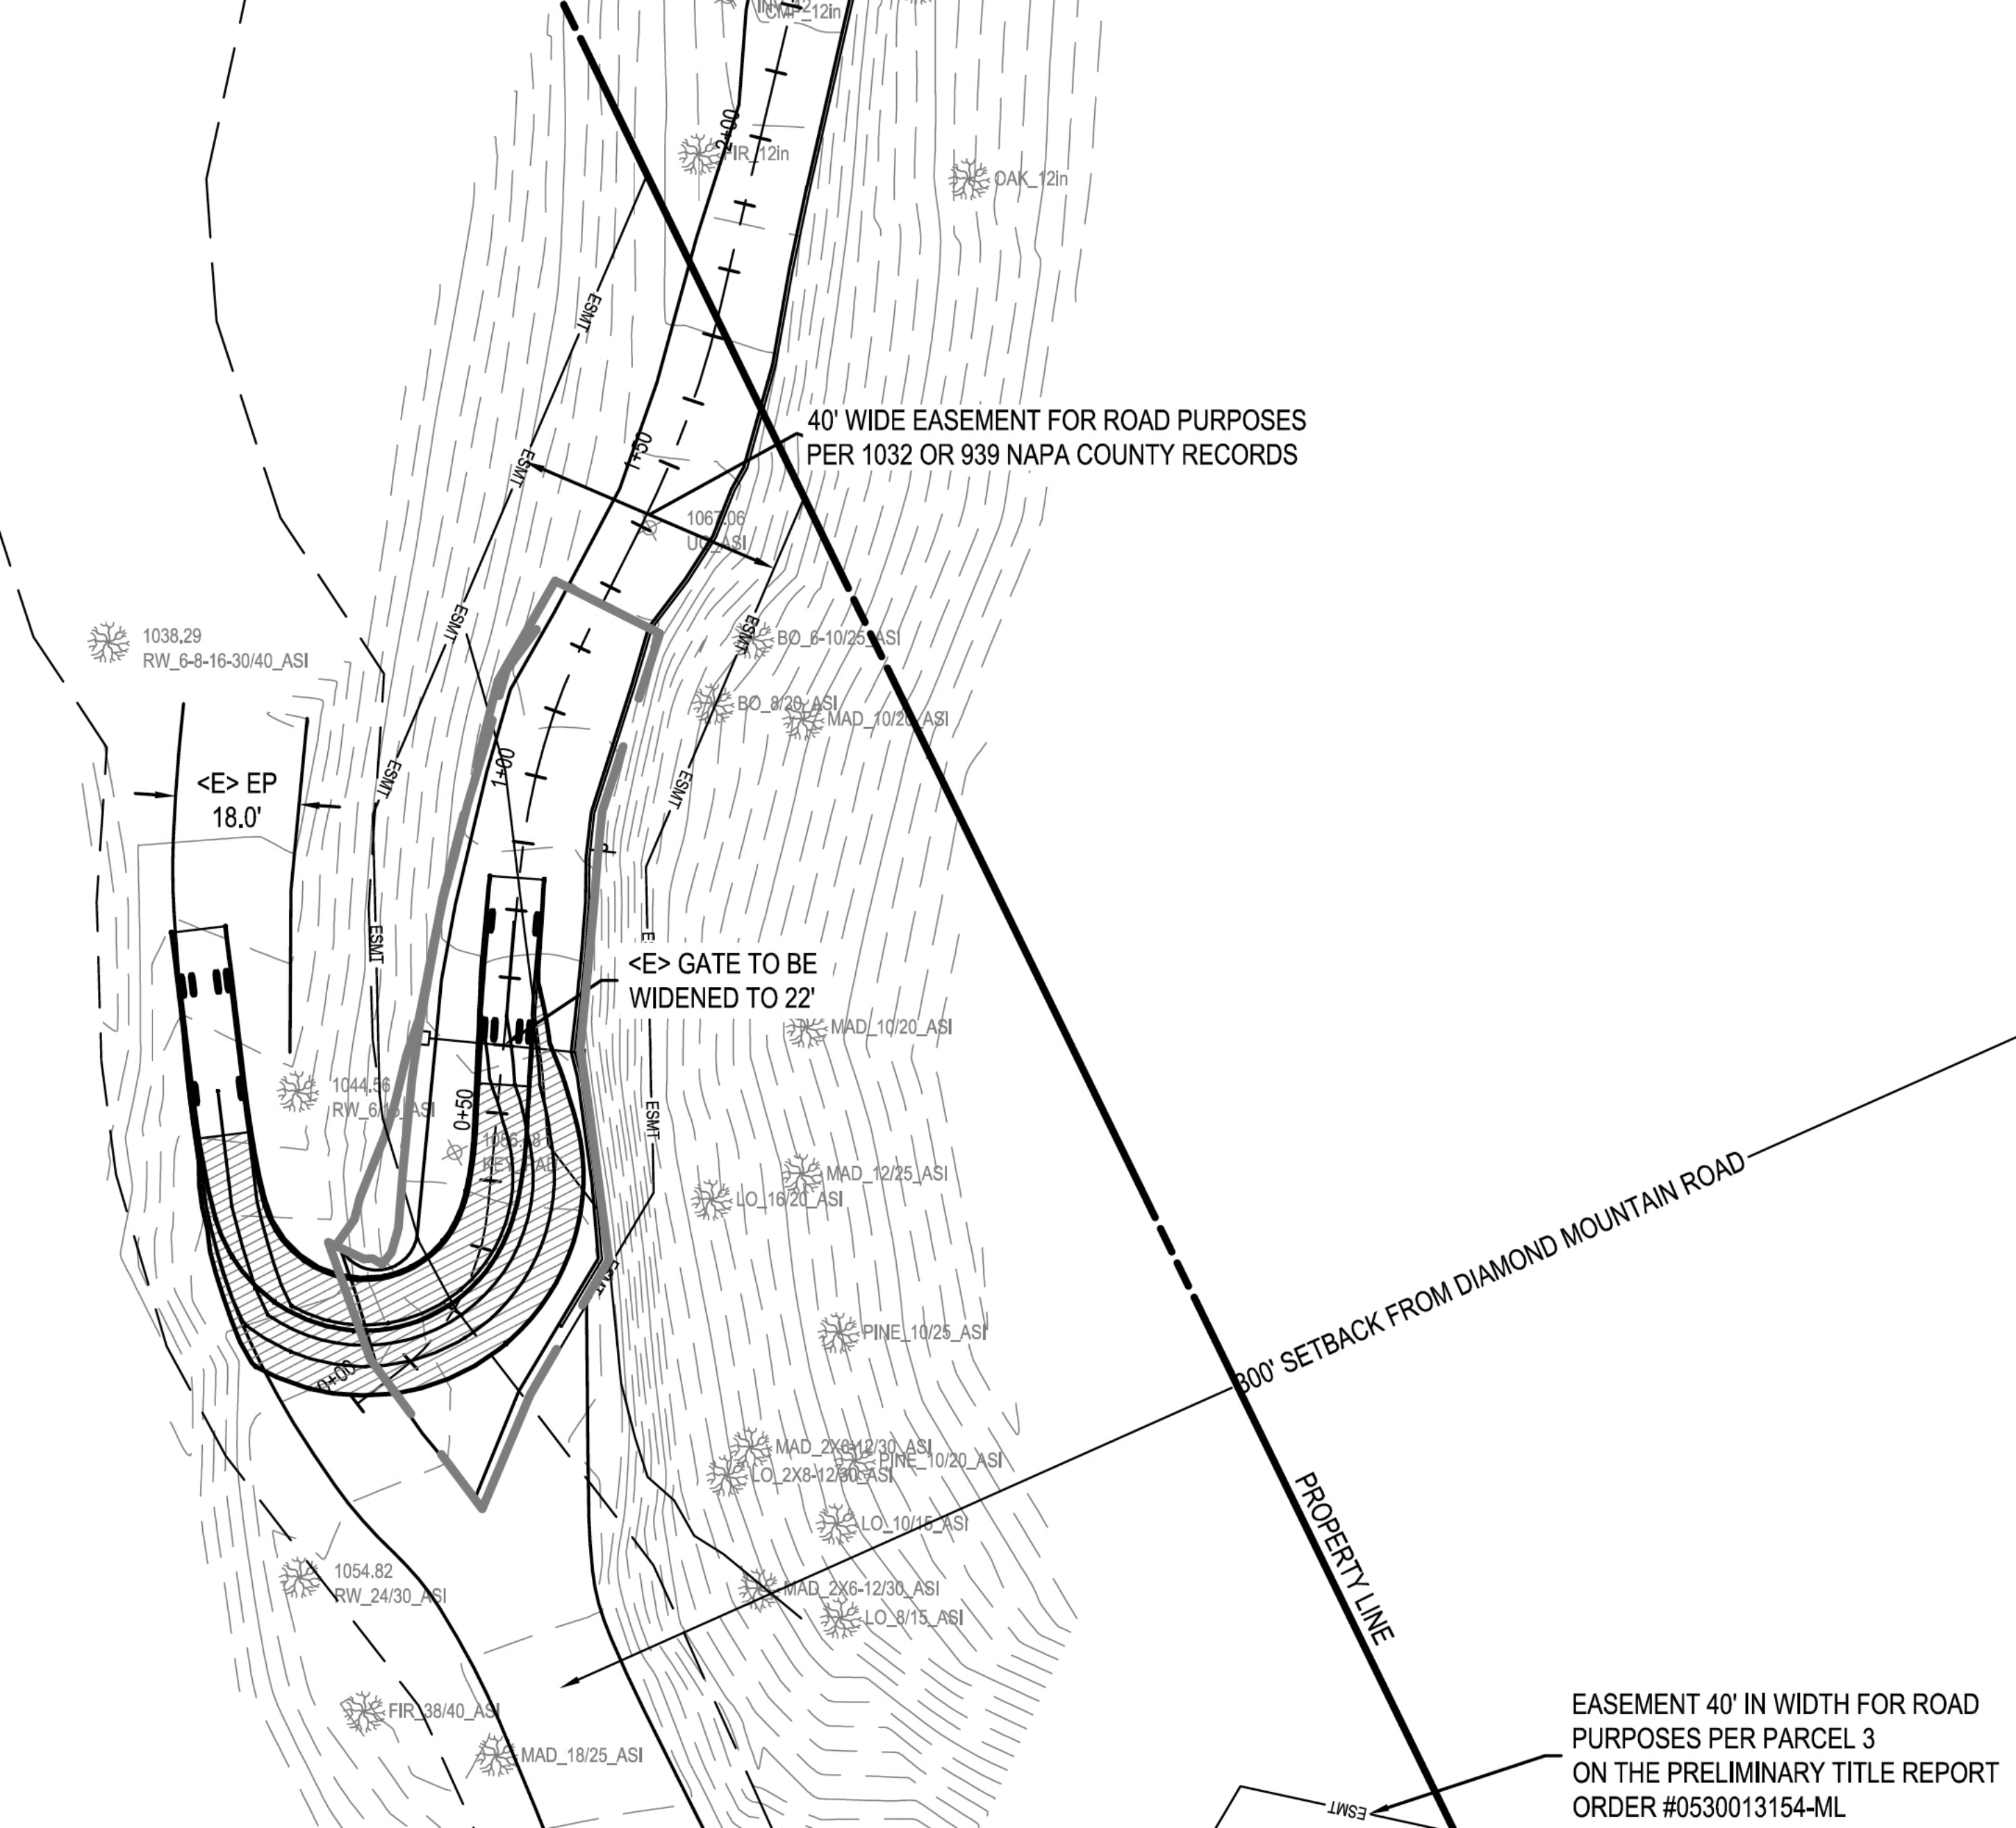 CMP_12in
2+00
FIR_12in
OAK_12in
ESMT
40' WIDE EASEMENT FOR ROAD PURPOSES
PER 1032 OR 939 NAPA COUNTY RECORDS
1+50
ESMT
1067.06
UC_ASI
ESMT
ESMT
1038.29
RW_6-8-16-30/40_ASI
BO_6-10/25_ASI
BO_8/20_ASI
MAD_10/20_ASI
ESMT
ESMT
1+00
<E> EP
18.0'
ESMT
<E> GATE TO BE
WIDENED TO 22'
MAD_10/20_ASI
1044.56
ESMT
0+50
MAD_12/25_ASI
LO_16/20_ASI
ESMT
PINE_10/25_ASI
300' SETBACK FROM DIAMOND MOUNTAIN ROAD
0+00
PINE_10/20_ASI
LO_2X8-12/30_ASI
LO_10/15_ASI
PROPERTY LINE
1054.82
RW_24/30_ASI
MAD_2X6-12/30_ASI
LO_8/15_ASI
FIR_38/40_ASI
MAD_18/25_ASI
EASEMENT 40' IN WIDTH FOR ROAD
PURPOSES PER PARCEL 3
ON THE PRELIMINARY TITLE REPORT
ORDER #0530013154-ML
ESMT